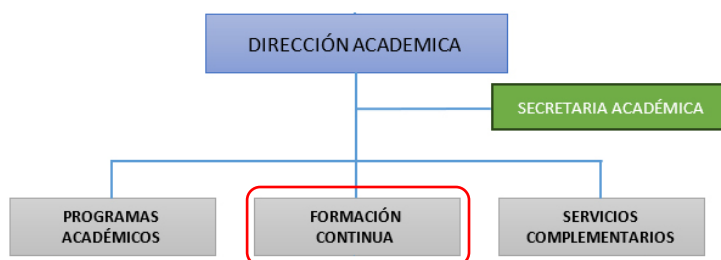 DIRECCIÓN ACADEMICA
SECRETARIA ACADÉMICA
PROGRAMAS
ACADÉMICOS
FORMACIÓN
CONTINUA
SERVICIOS
COMPLEMENTARIOS